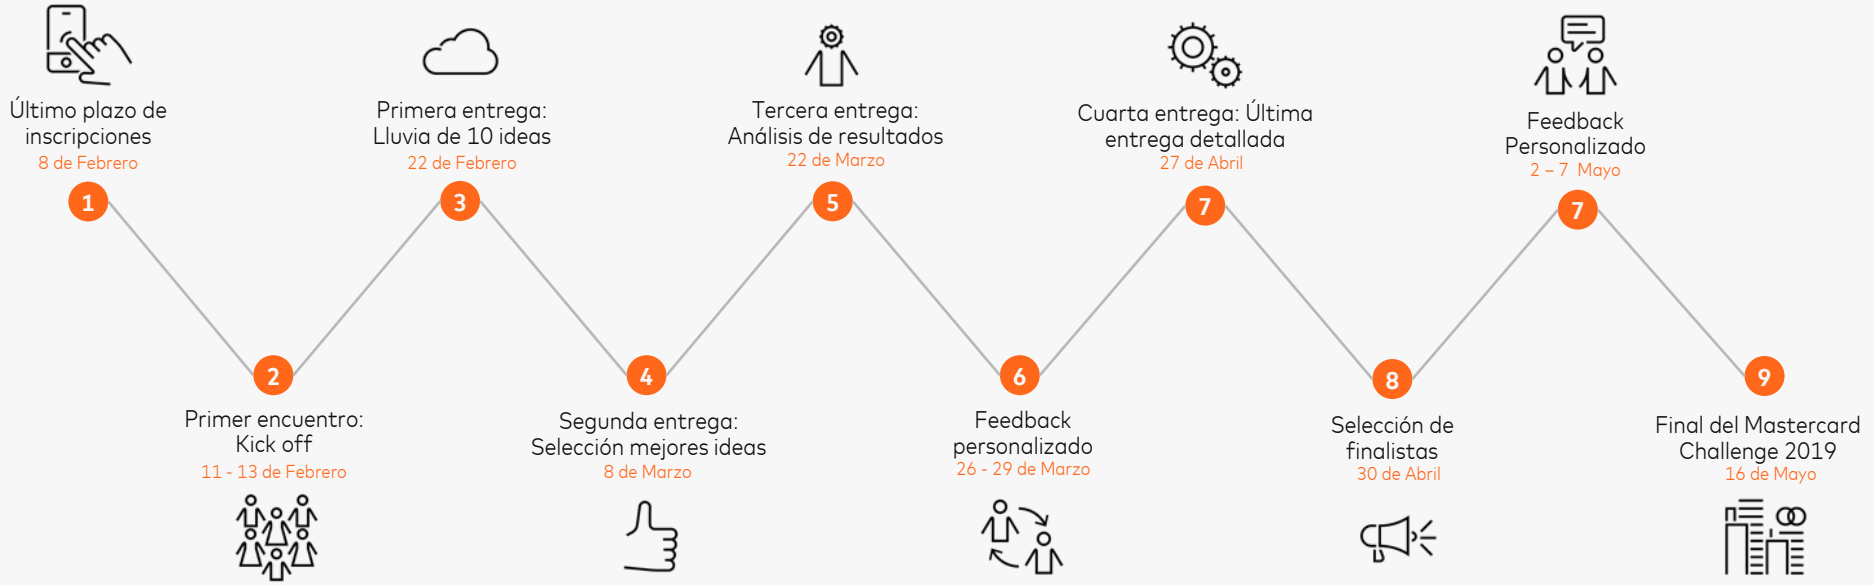 Último plazo de
inscripciones
8 de Febrero
1
Primer encuentro:
Kick off
11 - 13 de Febrero
2
Primera entrega:
Lluvia de 10 ideas
22 de Febrero
3
Segunda entrega:
Selección mejores ideas
8 de Marzo
4
Tercera entrega:
Análisis de resultados
22 de Marzo
5
Feedback
personalizado
26 - 29 de Marzo
6
Cuarta entrega: Última
entrega detallada
27 de Abril
7
Selección de
finalistas
30 de Abril
8
Feedback
Personalizado
2 – 7 Mayo
7
Final del Mastercard
Challenge 2019
16 de Mayo
9